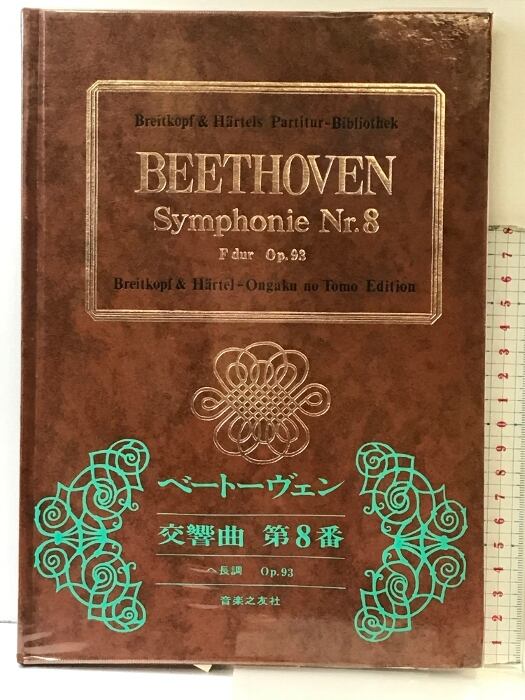 Breitkopf & Härtels Partitur-Bibliothek
BEETHOVEN
Symphonie Nr. 8
F dur Op. 93
Breitkopf & Härtel-Ongaku no Tomo Edition
ベートーヴェン
交響曲 第8番
ヘ長調 Op.93
音楽之友社